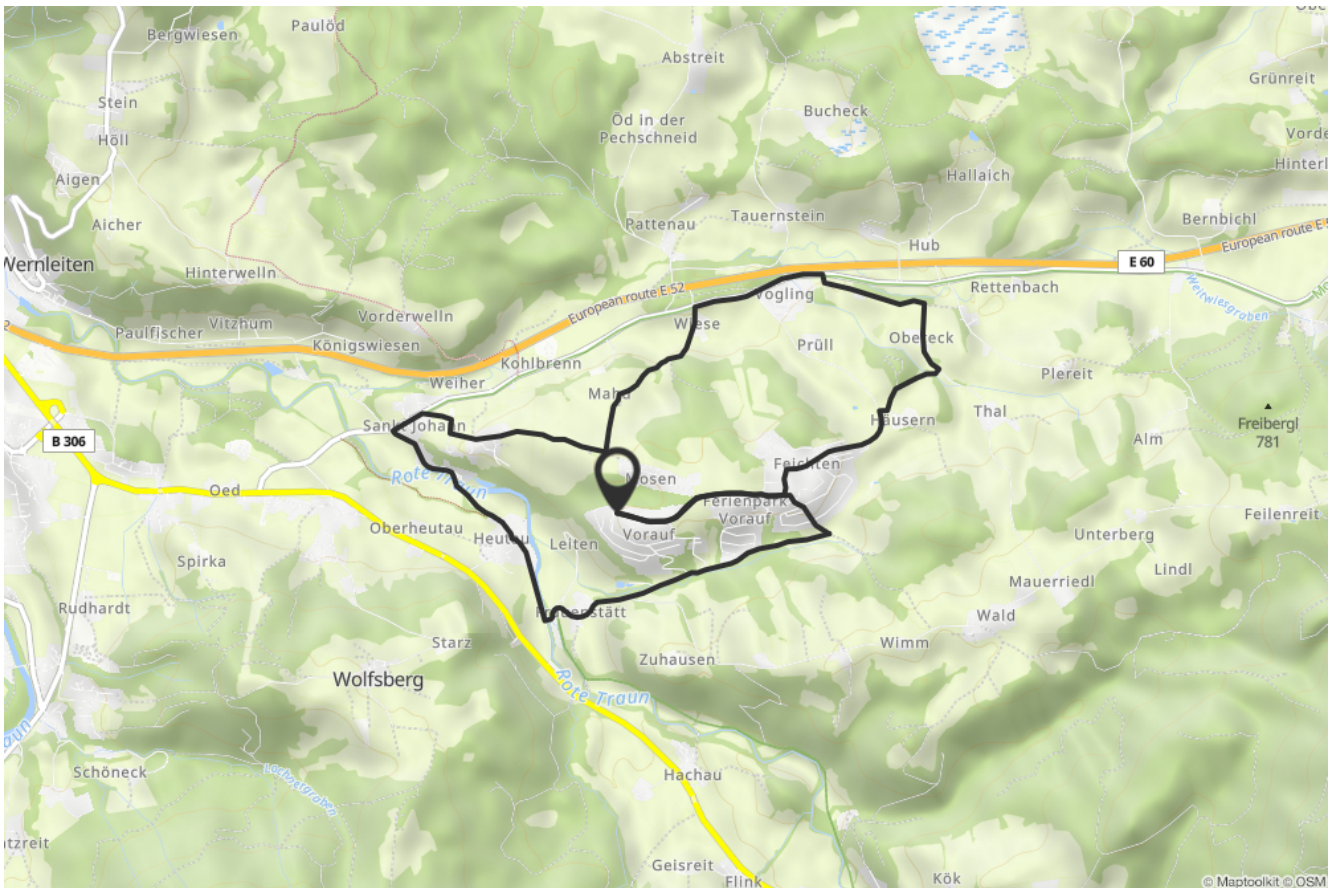 Paulöd
Bergwiesen
Abstreit
Grünreit
Stein
Bucheck
Öd in der
Pechschneid
Höll
Aigen
Hallaich
Tauernstein
Aicher
Pattenau
Bernbichl
Hub
European route E 5
Wernleiten
Hinterwelln
E 60
Rettenbach
Weitwiesgraben
European route E 52
Vogling
Vorderwelln
Wiese
Vitzhum
Paulfischer
Königswiesen
Prüll
Obereck
Kohlbrenn
Weiher
Plereit
Thal
Häusern
Freibergl
781
Sankt Johann
B 306
Alm
Feichten
Rote Traun
Mosen
Oed
Ferienpark
Vorauf
Feilenreit
Oberheutau
Vorauf
Unterberg
Heutau
Leiten
Spirka
Lindl
Mauerriedl
Rudhardt
Frauenstätt
Wald
Starz
Wimm
Zuhausen
Wolfsberg
Rote Traun
Schöneck
Hachau
Geisreit
Flink
Kök
© Maptoolkit © OSM